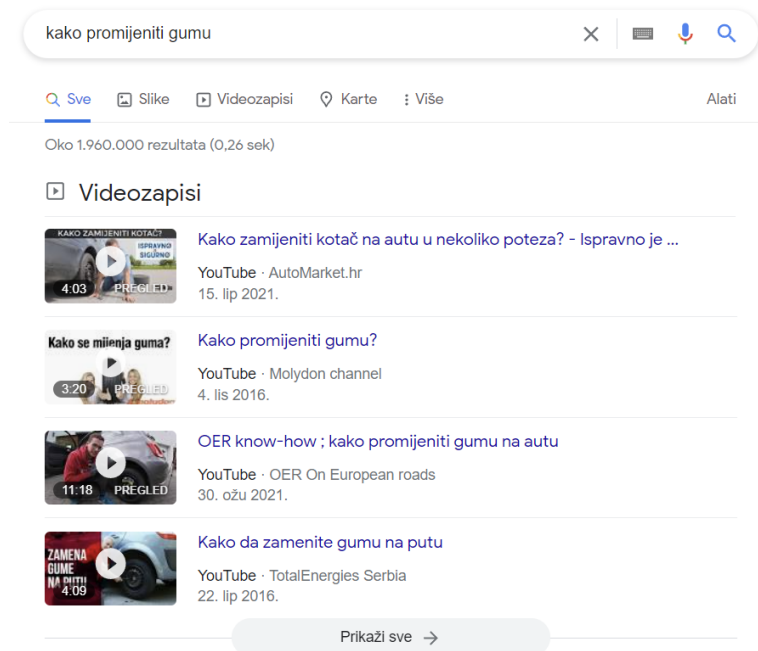 kako promijeniti gumu
Sve Slike Videozapisi Karte Više Alati
Oko 1.960.000 rezultata (0,26 sek)
Videozapisi
KAKO ZAMIJENITI KOTAČ?
ISPRAVNO
SIGURNO
4:03 PREGLED
Kako zamijeniti kotač na autu u nekoliko poteza? - Ispravno je ...
YouTube · AutoMarket.hr
15. lip 2021.
Kako se mijenja guma?
3:20 PREGLED
Kako promijeniti gumu?
YouTube · Molydon channel
4. lis 2016.
11:18 PREGLED
OER know-how ; kako promijeniti gumu na autu
YouTube · OER On European roads
30. ožu 2021.
ZAMENA
GUME
NA PUTU
4:09
Kako da zamenite gumu na putu
YouTube · TotalEnergies Serbia
22. lip 2016.
Prikaži sve